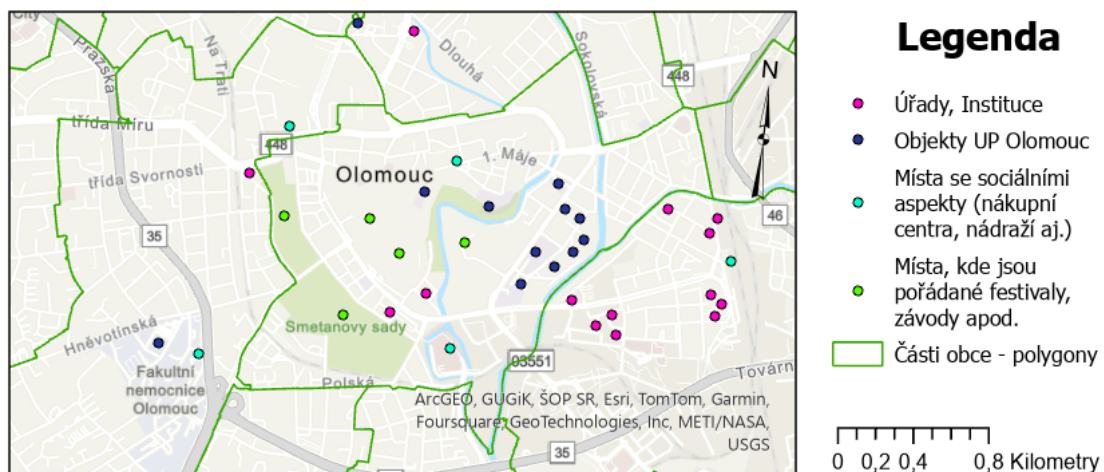 City
Pražská
Na Trati
Dlouhá
Sokolovská
448
třída Míru
448
1. Máje
třída Svornosti
Olomouc
46
35
Hněvotínská
Smetanovy sady
03551
Fakultní
nemocnice
Olomouc
Polská
Továrn
ArcGEO, GUGiK, ŠOP SR, Esri, TomTom, Garmin,
Foursquare, GeoTechnologies, Inc, METI/NASA,
USGS
35
N
Legenda
Úřady, Instituce
Objekty UP Olomouc
Místa se sociálními
aspekty (nákupní
centra, nádraží aj.)
Místa, kde jsou
pořádané festivaly,
závody apod.
Části obce - polygony
0 0,2 0,4 0,8 Kilometry